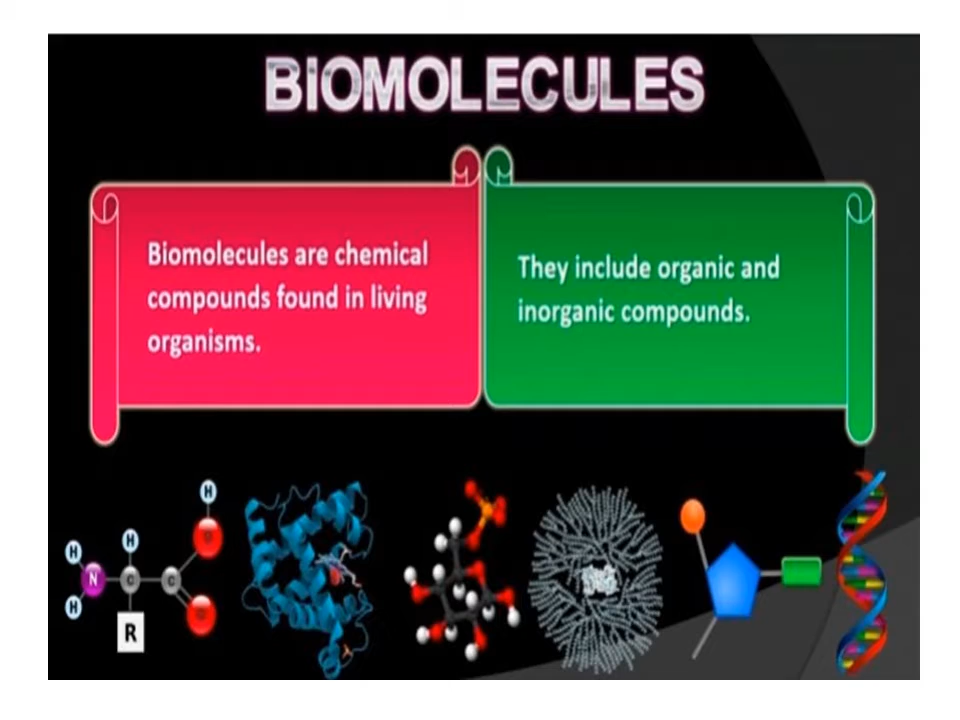 BIOMOLECULES
Biomolecules are chemical
compounds found in living
organisms.
They include organic and
inorganic compounds.
H
H
H
N
C
C
O
O
H
R